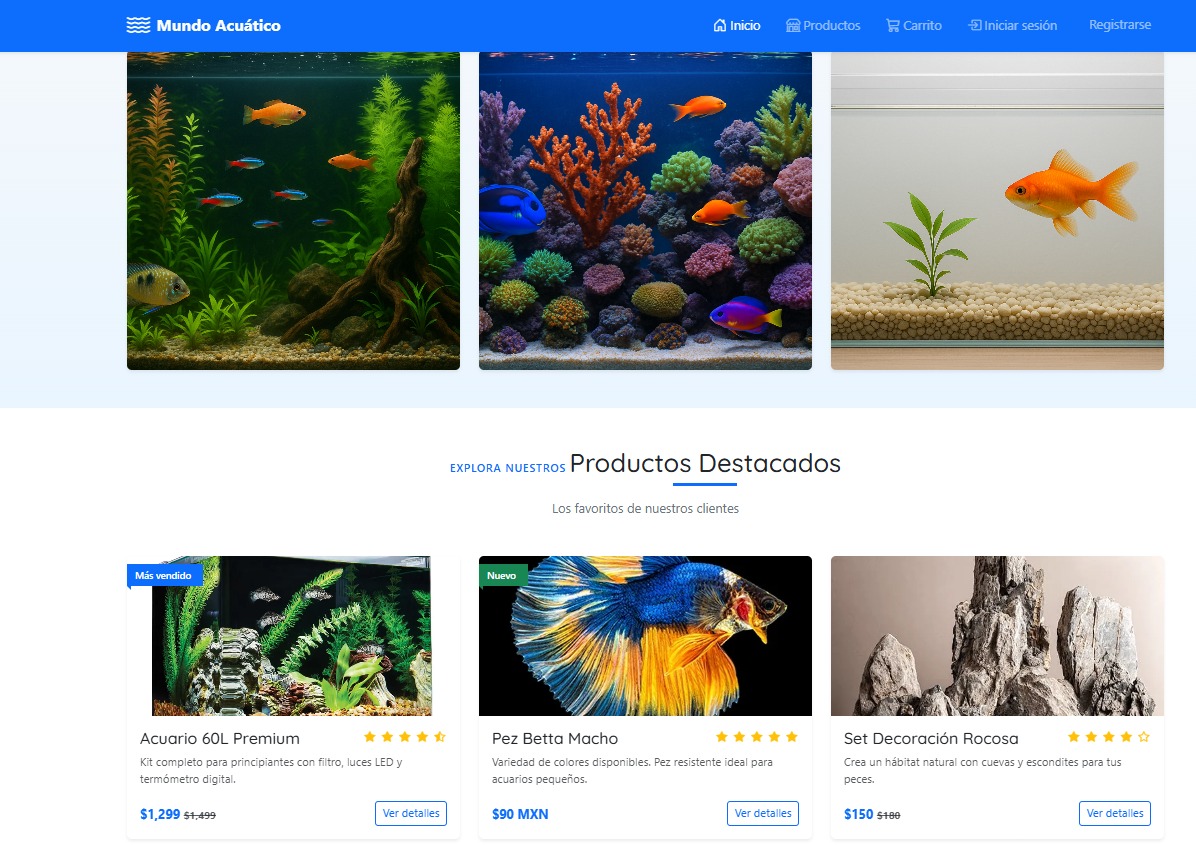 Mundo Acuático
Inicio
Productos
Carrito
Iniciar sesión
Registrarse
EXPLORA NUESTROS Productos Destacados
Los favoritos de nuestros clientes
Más vendido
Nuevo
Acuario 60L Premium
Kit completo para principiantes con filtro, luces LED y
termómetro digital.
$1,299 $1,499
Ver detalles
Pez Betta Macho
Variedad de colores disponibles. Pez resistente ideal para
acuarios pequeños.
$90 MXN
Ver detalles
Set Decoración Rocosa
Crea un hábitat natural con cuevas y escondites para tus
peces.
$150 $180
Ver detalles